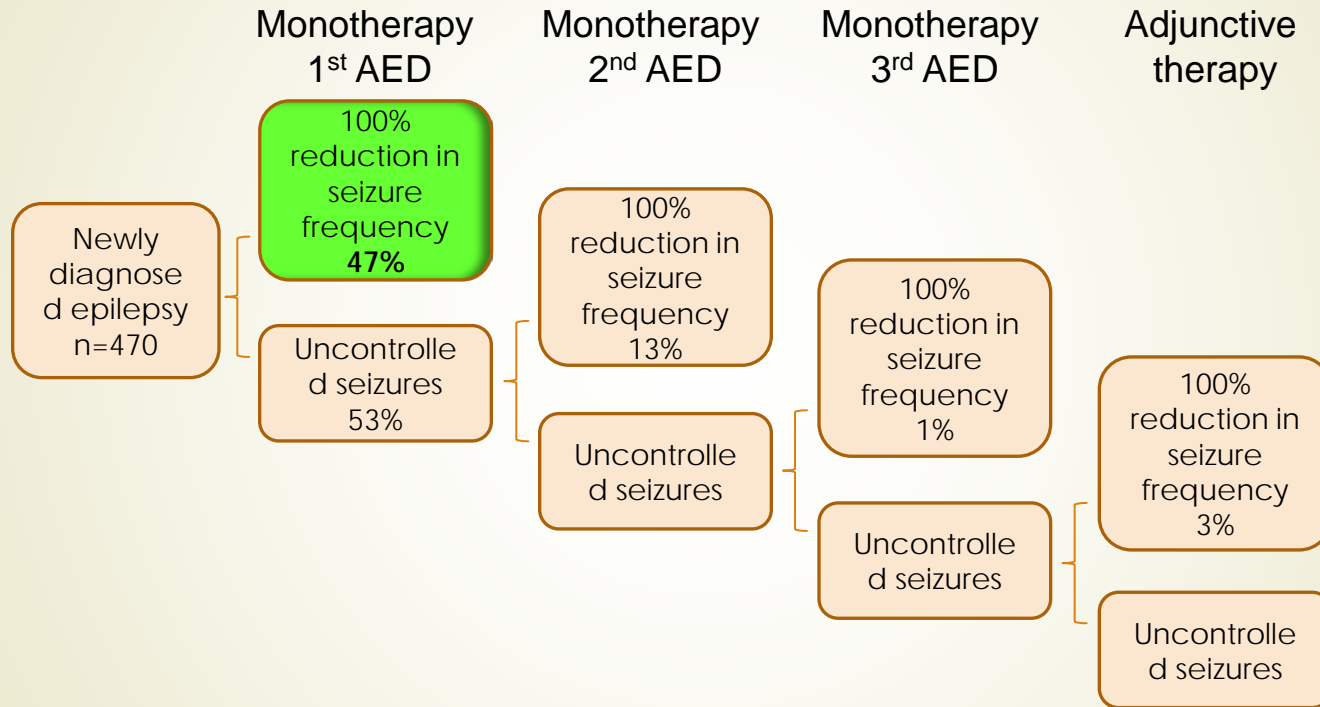 Monotherapy
1st AED
Monotherapy
2nd AED
Monotherapy
3rd AED
Adjunctive
therapy
Newly
diagnose
d epilepsy
n=470
100%
reduction in
seizure
frequency
47%
Uncontrolle
d seizures
53%
100%
reduction in
seizure
frequency
13%
Uncontrolle
d seizures
100%
reduction in
seizure
frequency
1%
Uncontrolle
d seizures
100%
reduction in
seizure
frequency
3%
Uncontrolle
d seizures